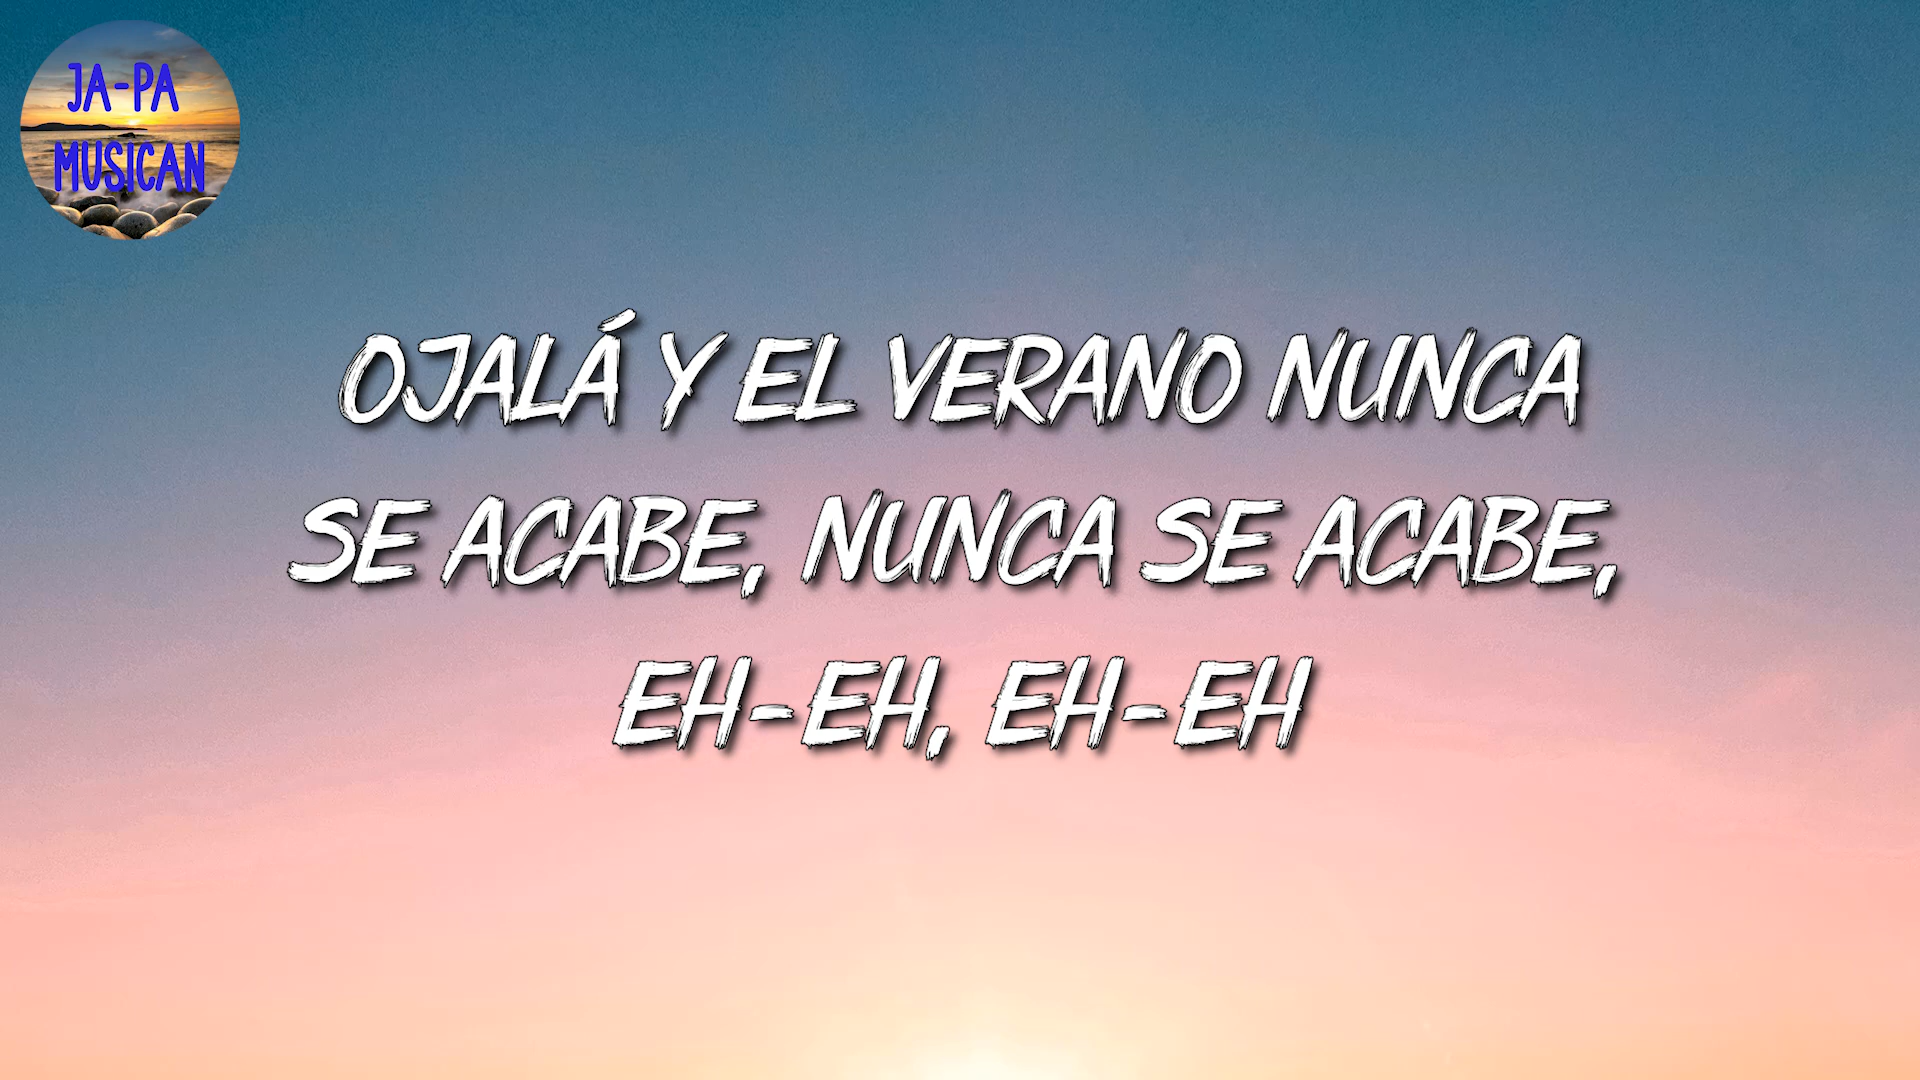 JA-PA
MUSICAN
OJALÁ Y EL VERANO NUNCA
SE ACABE, NUNCA SE ACABE,
EH-EH, EH-EH